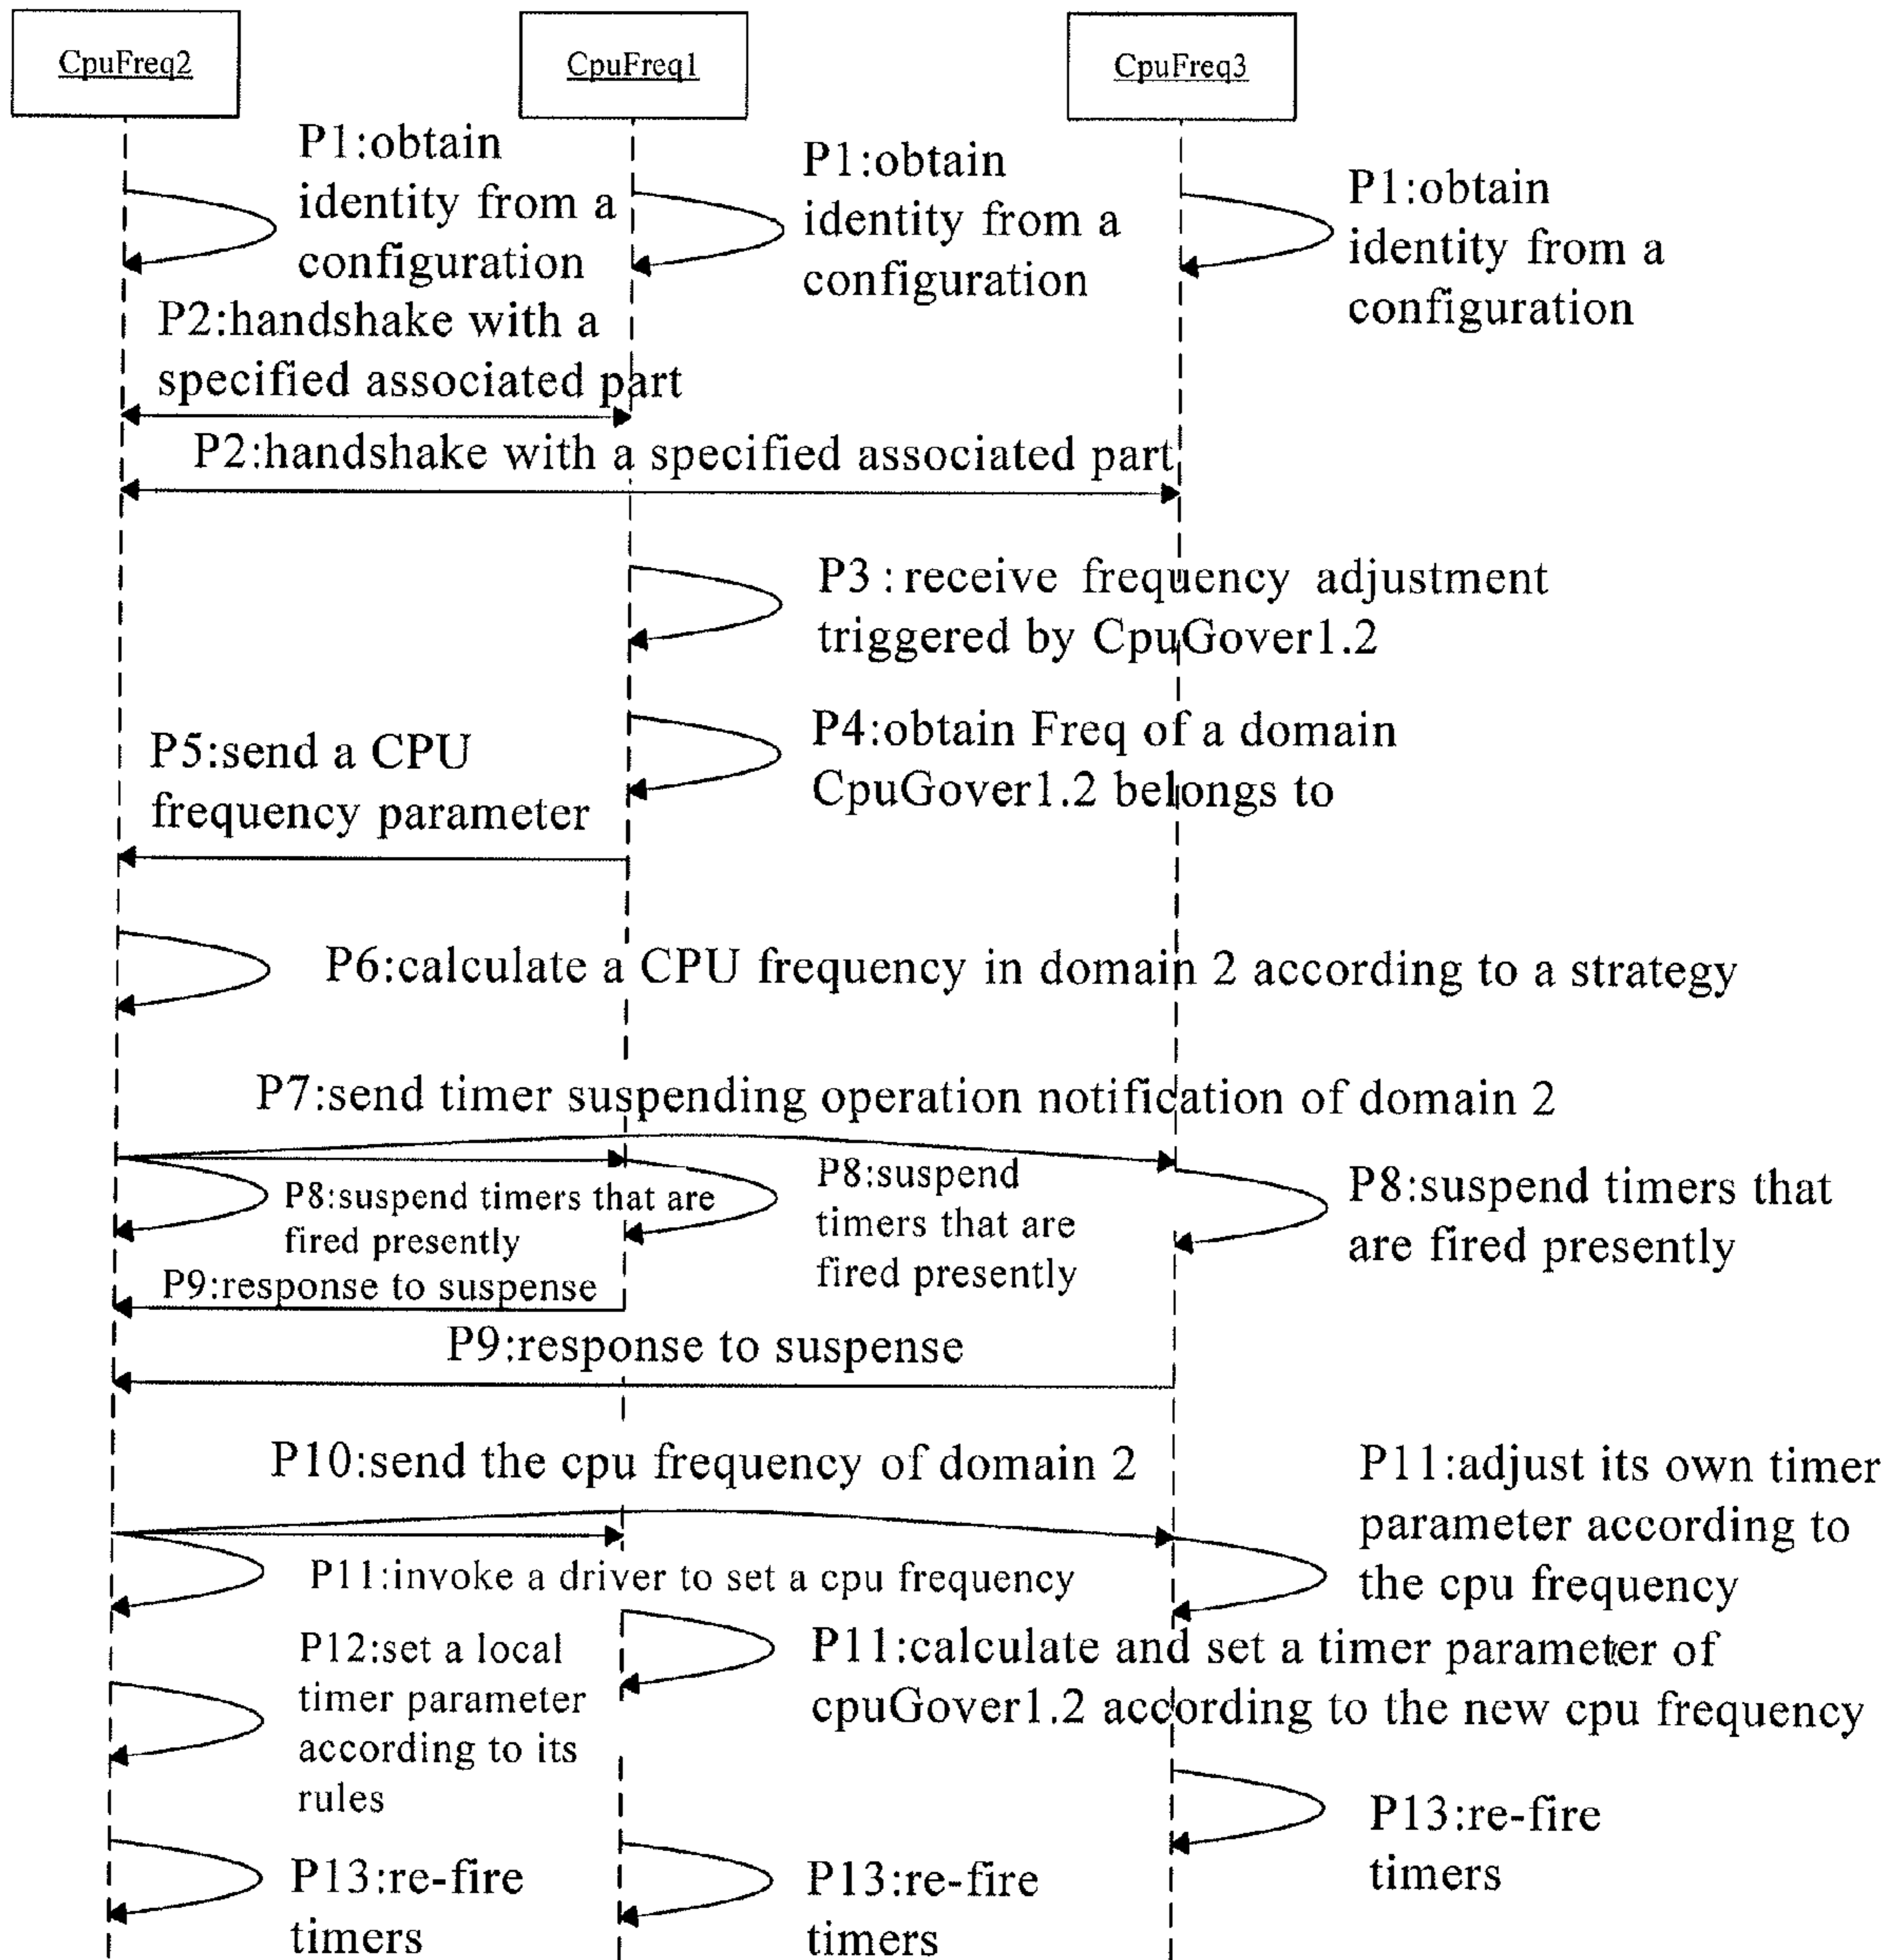 CpuFreq2
CpuFreq1
CpuFreq3
P1:obtain
identity from a
configuration
P1:obtain
identity from a
configuration
P1:obtain
identity from a
configuration
P2:handshake with a
specified associated part
P2:handshake with a specified associated part
P3:receive frequency adjustment
triggered by CpuGover1.2
P4:obtain Freq of a domain
CpuGover1.2 belongs to
P5:send a CPU
frequency parameter
P6:calculate a CPU frequency in domain 2 according to a strategy
P7:send timer suspending operation notification of domain 2
P8:suspend timers that are
fired presently
P8:suspend
timers that are
fired presently
P8:suspend timers that
are fired presently
P9:response to suspense
P9:response to suspense
P10:send the cpu frequency of domain 2
P11:adjust its own timer
parameter according to
the cpu frequency
P11:invoke a driver to set a cpu frequency
P11:calculate and set a timer parameter of
cpuGover1.2 according to the new cpu frequency
P12:set a local
timer parameter
according to its
rules
P13:re-fire
timers
P13:re-fire
timers
P13:re-fire
timers